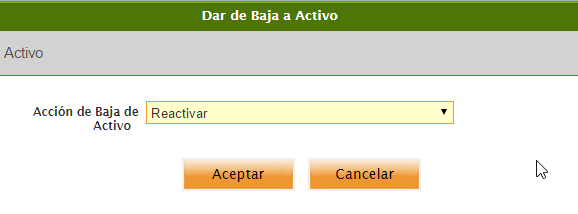 Dar de Baja a Activo
Activo
Acción de Baja de
Activo
Reactivar
Aceptar
Cancelar